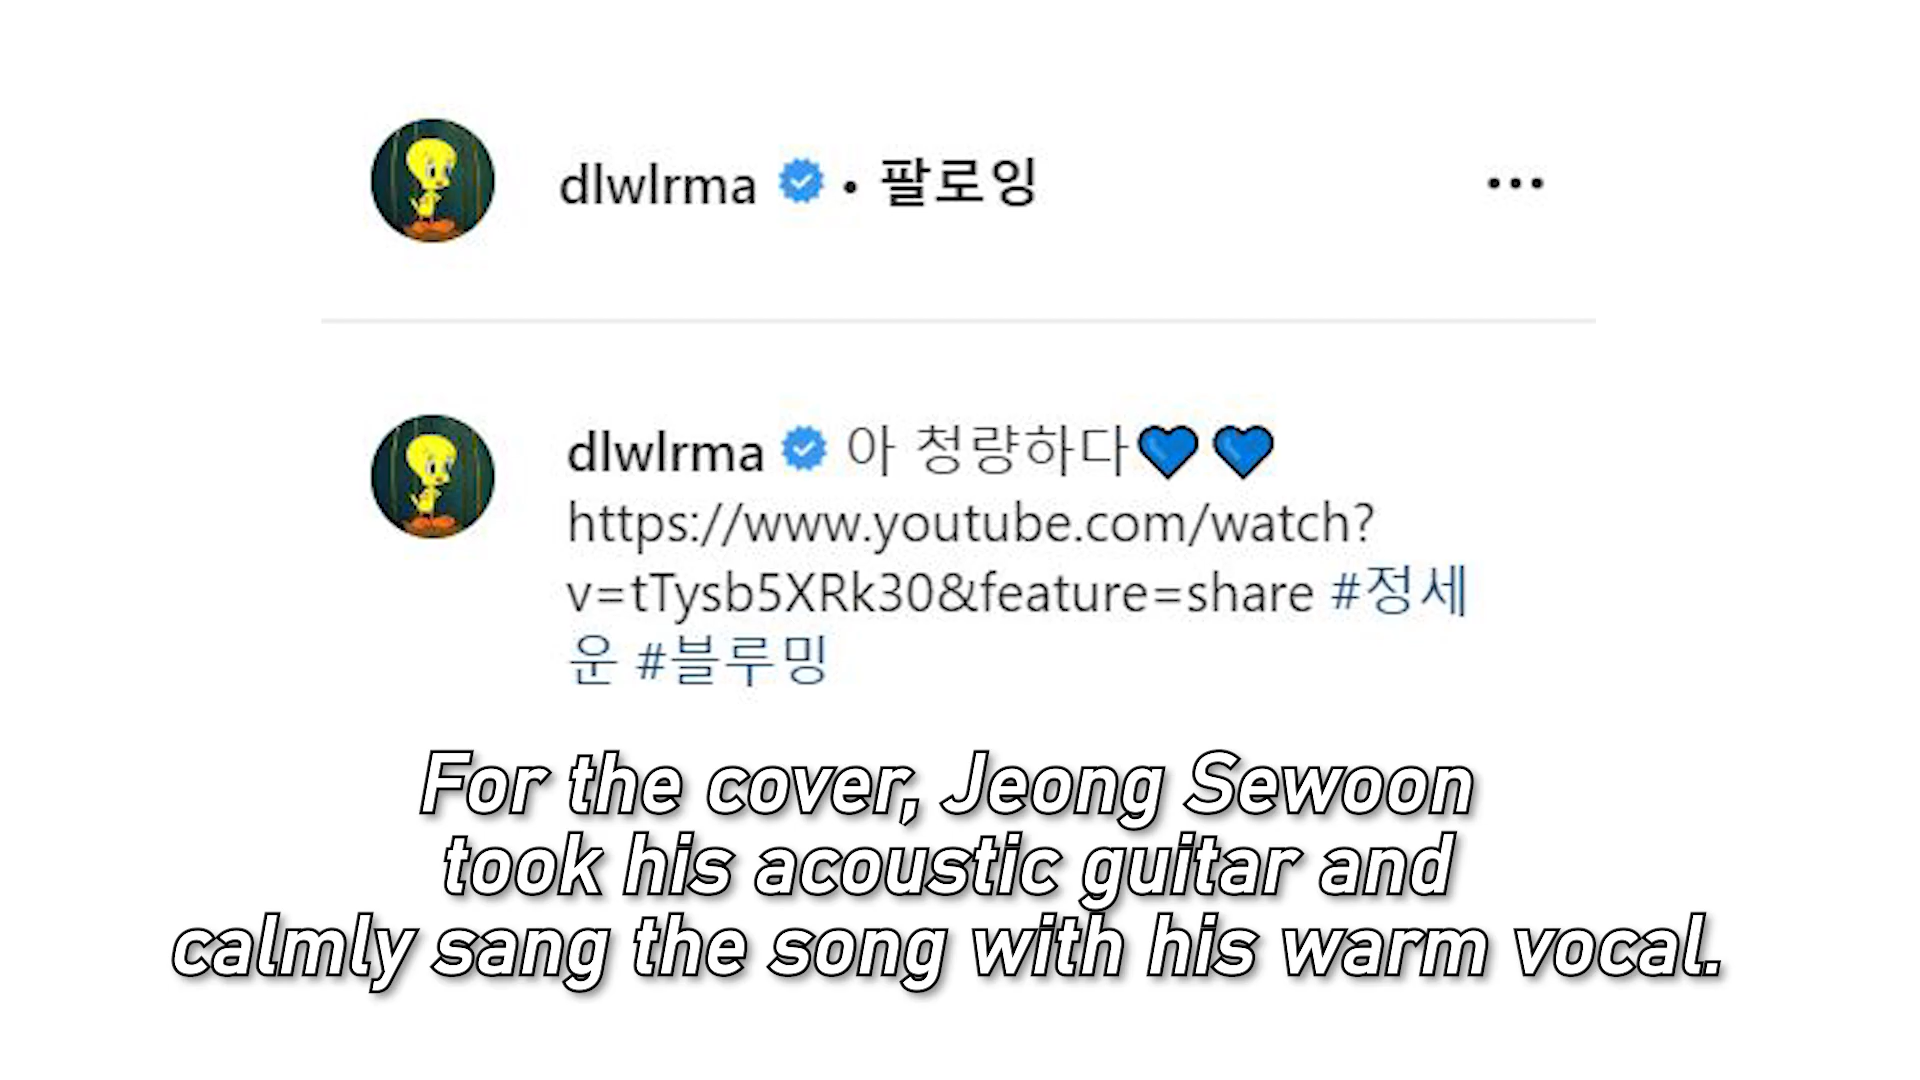 dlwlrma • 팔로잉 •••
dlwlrma 아 청량하다💙💙
https://www.youtube.com/watch?
v=tTysb5XRk30&feature=share #정세
운 #블루밍
For the cover, Jeong Sewoon
took his acoustic guitar and
calmly sang the song with his warm vocal.